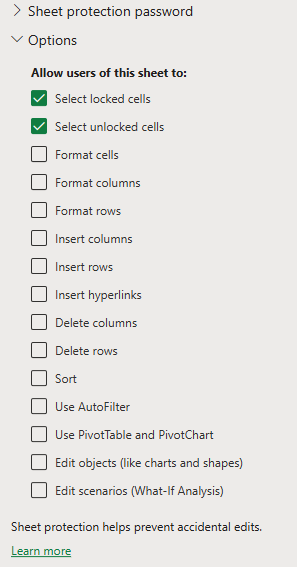 Sheet protection password
Options
Allow users of this sheet to:
Select locked cells
Select unlocked cells
Format cells
Format columns
Format rows
Insert columns
Insert rows
Insert hyperlinks
Delete columns
Delete rows
Sort
Use AutoFilter
Use PivotTable and PivotChart
Edit objects (like charts and shapes)
Edit scenarios (What-If Analysis)
Sheet protection helps prevent accidental edits.
Learn more